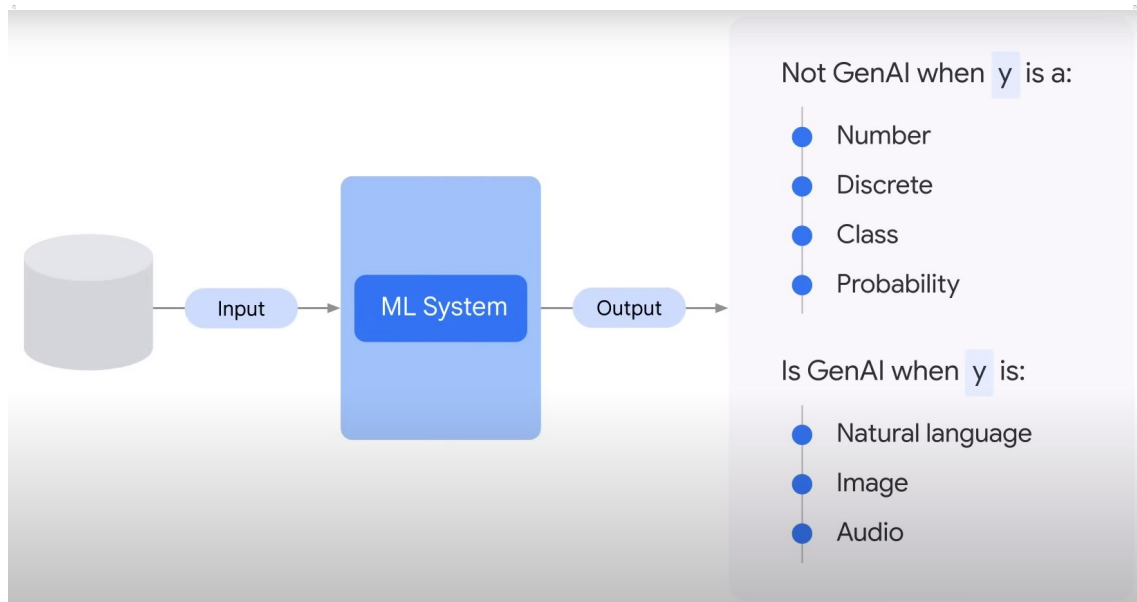 Not GenAI when y is a:
Number
Discrete
Class
Probability
Input
ML System
Output
Is GenAI when y is:
Natural language
Image
Audio